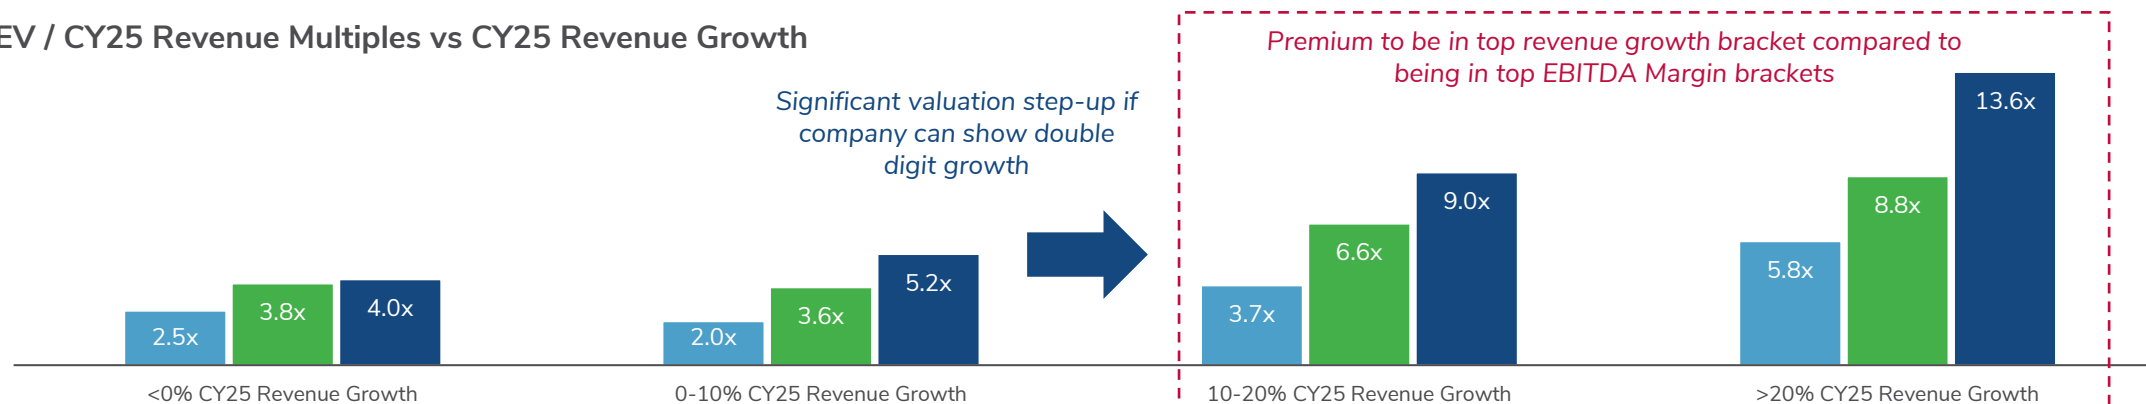 EV / CY25 Revenue Multiples vs CY25 Revenue Growth
Premium to be in top revenue growth bracket compared to
being in top EBITDA Margin brackets
Significant valuation step-up if
company can show double
digit growth
2.5x
3.8x
4.0x
2.0x
3.6x
5.2x
3.7x
6.6x
9.0x
5.8x
8.8x
13.6x
<0% CY25 Revenue Growth
0-10% CY25 Revenue Growth
10-20% CY25 Revenue Growth
>20% CY25 Revenue Growth